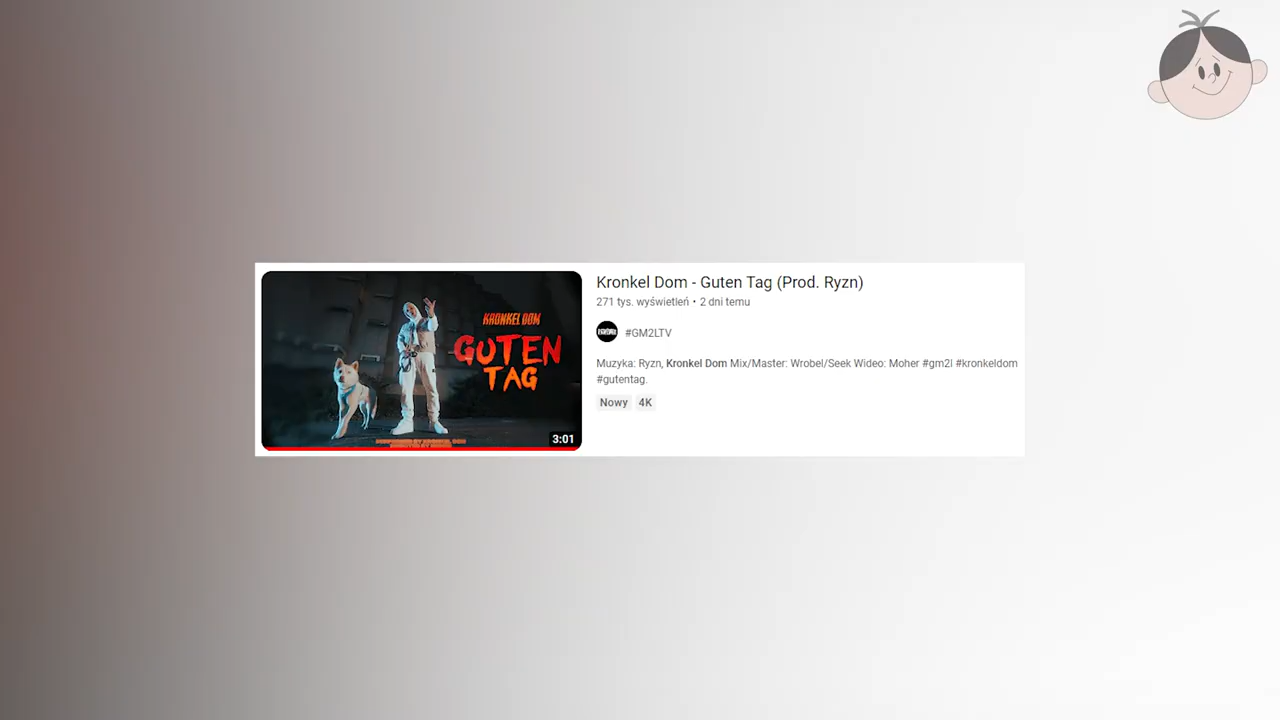 Kronkel Dom - Guten Tag (Prod. Ryzn)
271 tys. wyświetleń • 2 dni temu
#GM2LTV
Muzyka: Ryzn, Kronkel Dom Mix/Master: Wrobel/Seek Wideo: Moher #gm2l #kronkeldom
#gutentag.
Nowy 4K
KRONKEL DOM
GUTEN
TAG
3:01